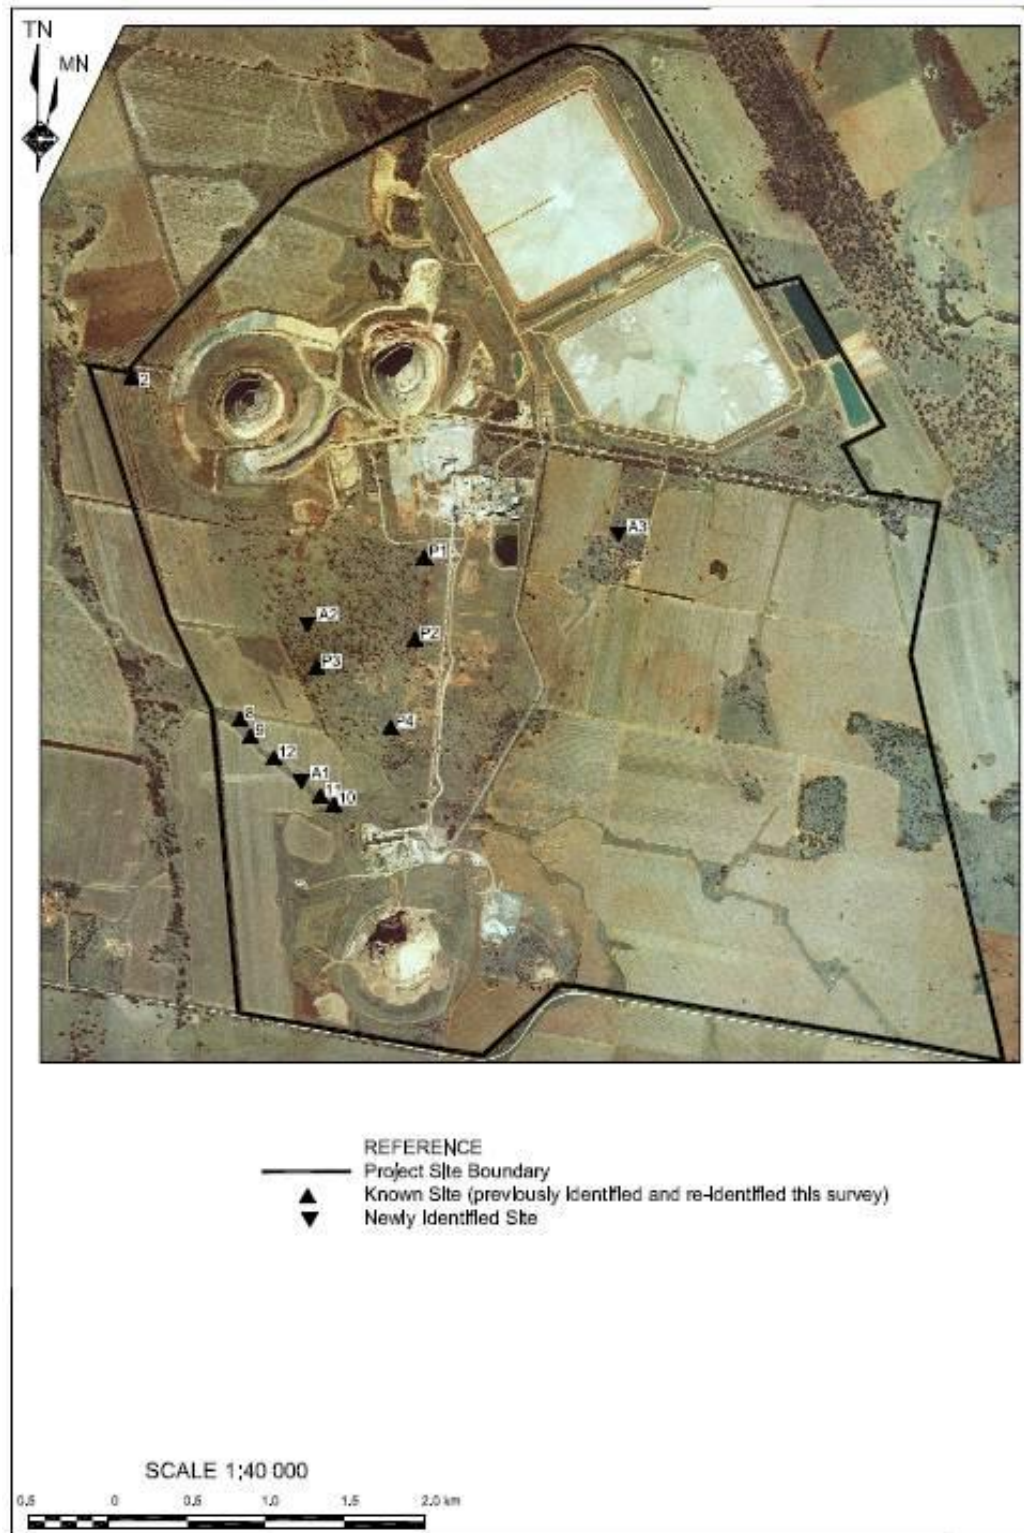 TN
MN
2
A3
P1
A2
P2
P3
8
P4
9
12
A1
11
10
REFERENCE
Project Site Boundary
Known Site (previously identified and re-identified this survey)
Newly Identified Site
SCALE 1:40 000
0.5 0 0.5 1.0 1.5 2.0 km